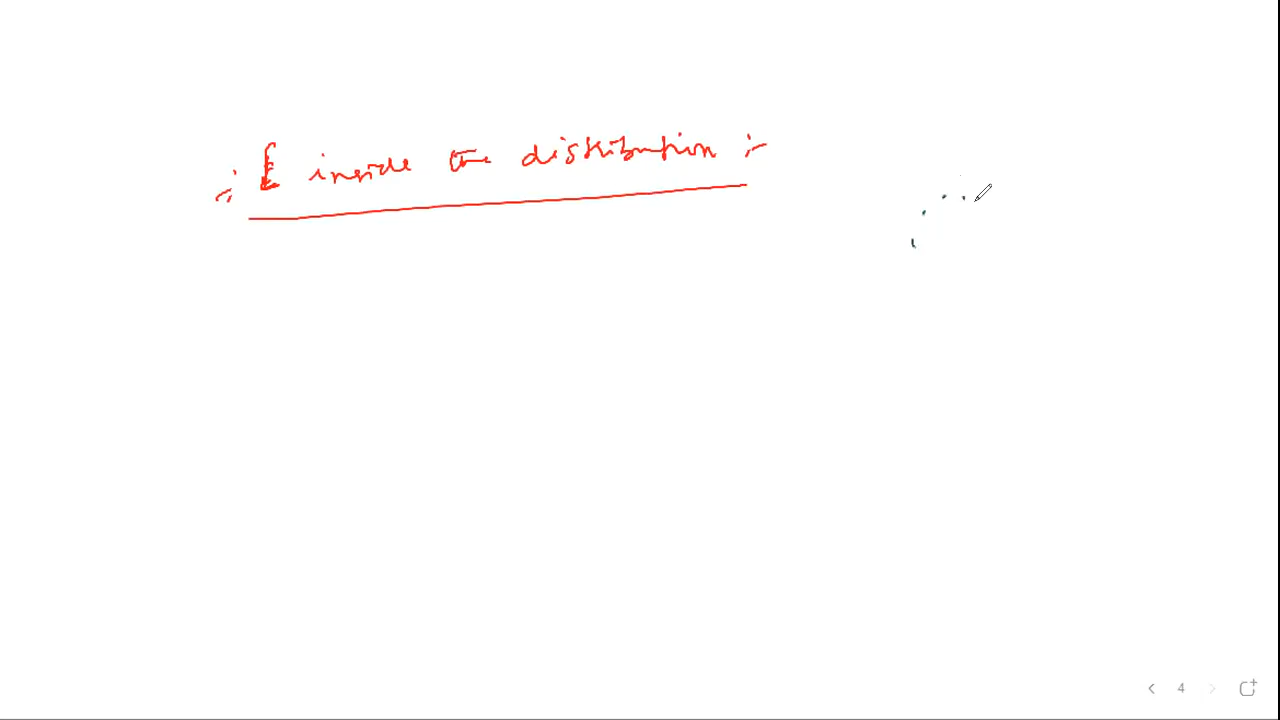 :- E inside the distribution :-
4